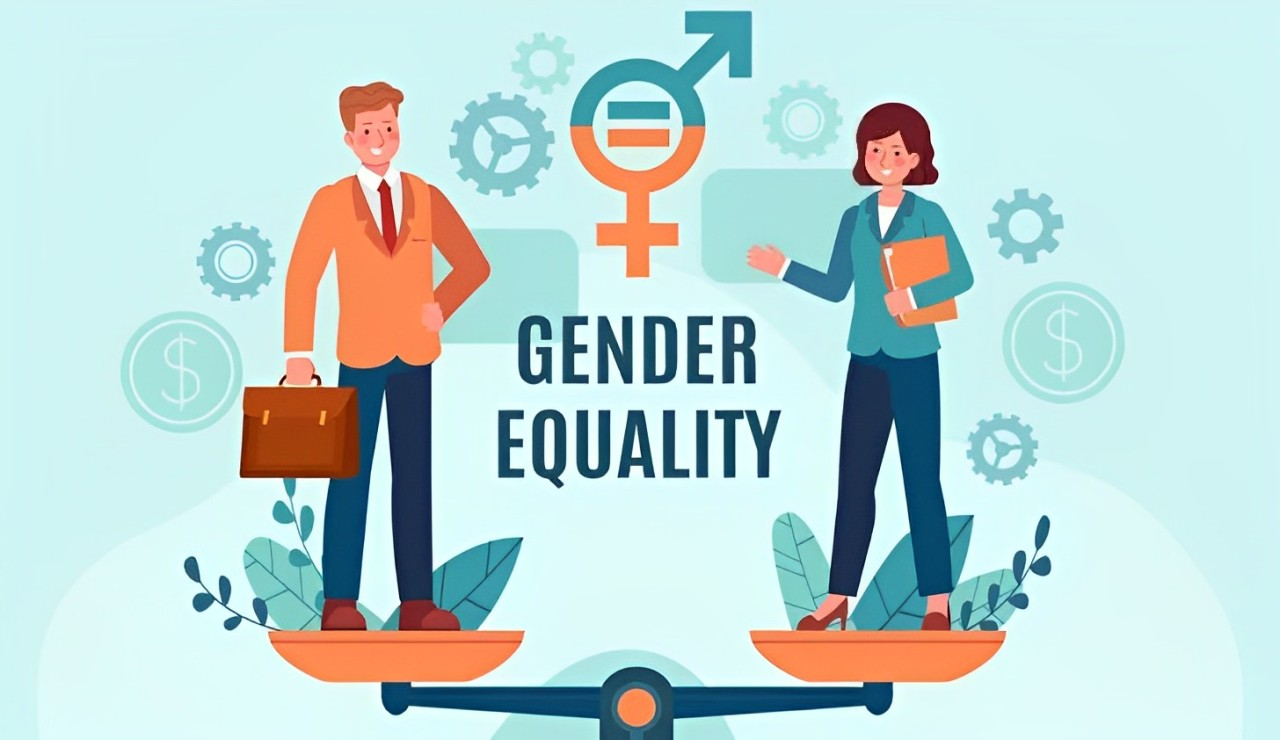 GENDER
EQUALITY
$
$